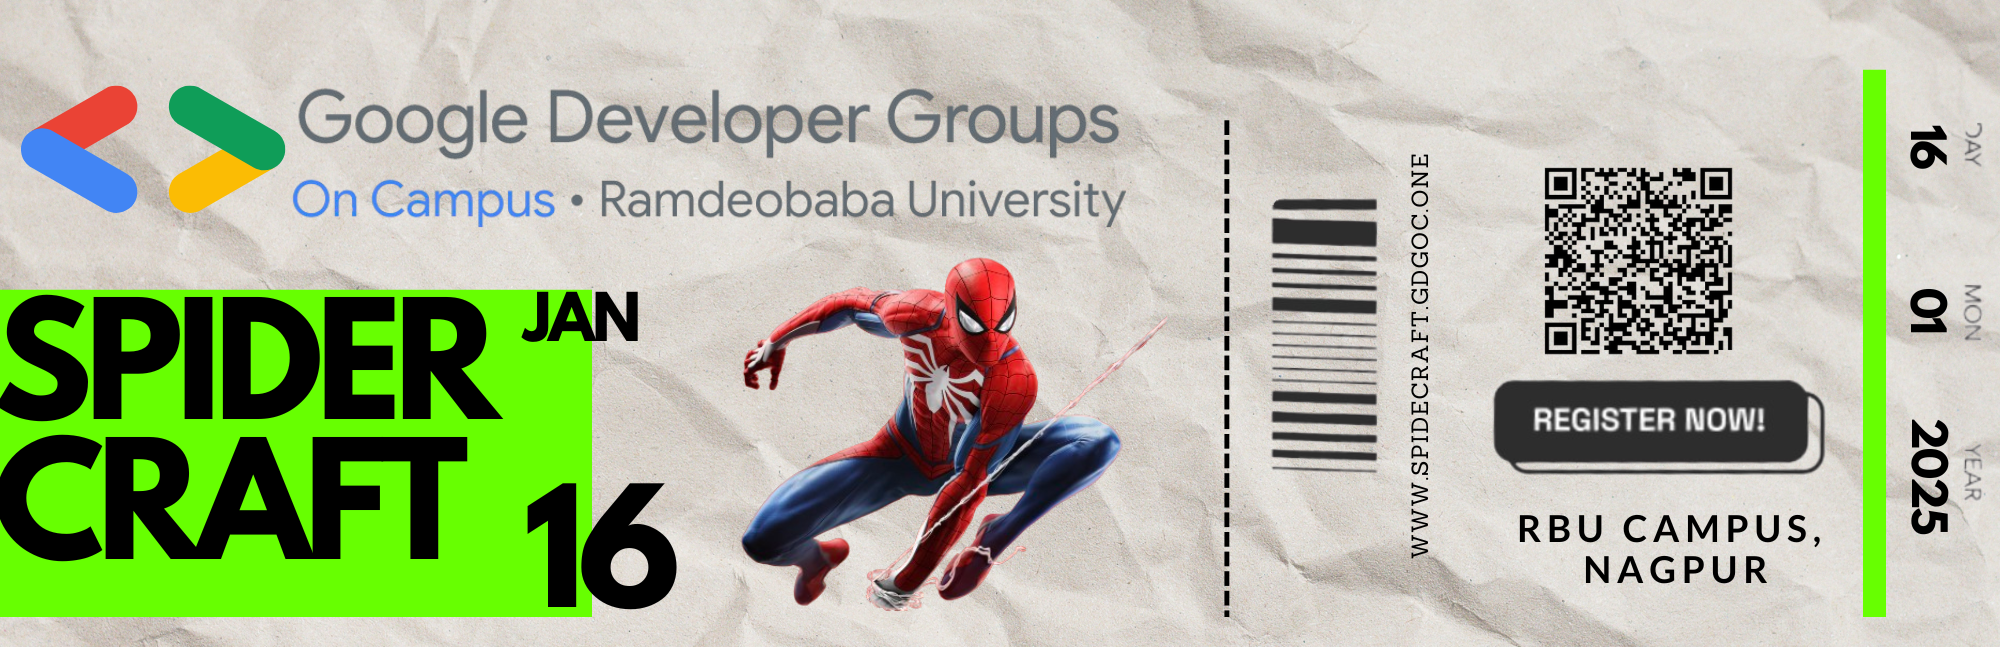 Google Developer Groups
On Campus • Ramdeobaba University
SPIDER
CRAFT
JAN
16
WWW.SPIDECRAFT.GDGOC.ONE
REGISTER NOW!
RBU CAMPUS,
NAGPUR
DAY
16
MON
01
YEAR
2025